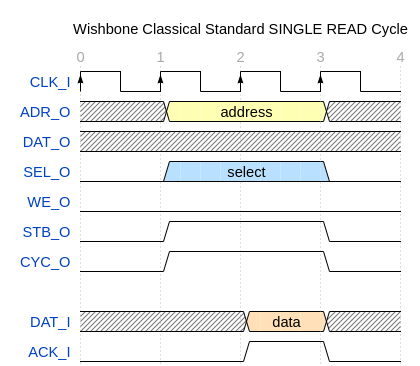 Wishbone Classical Standard SINGLE READ Cycle
0 1 2 3 4
CLK_I
ADR_O address
DAT_O
SEL_O select
WE_O
STB_O
CYC_O
DAT_I data
ACK_I